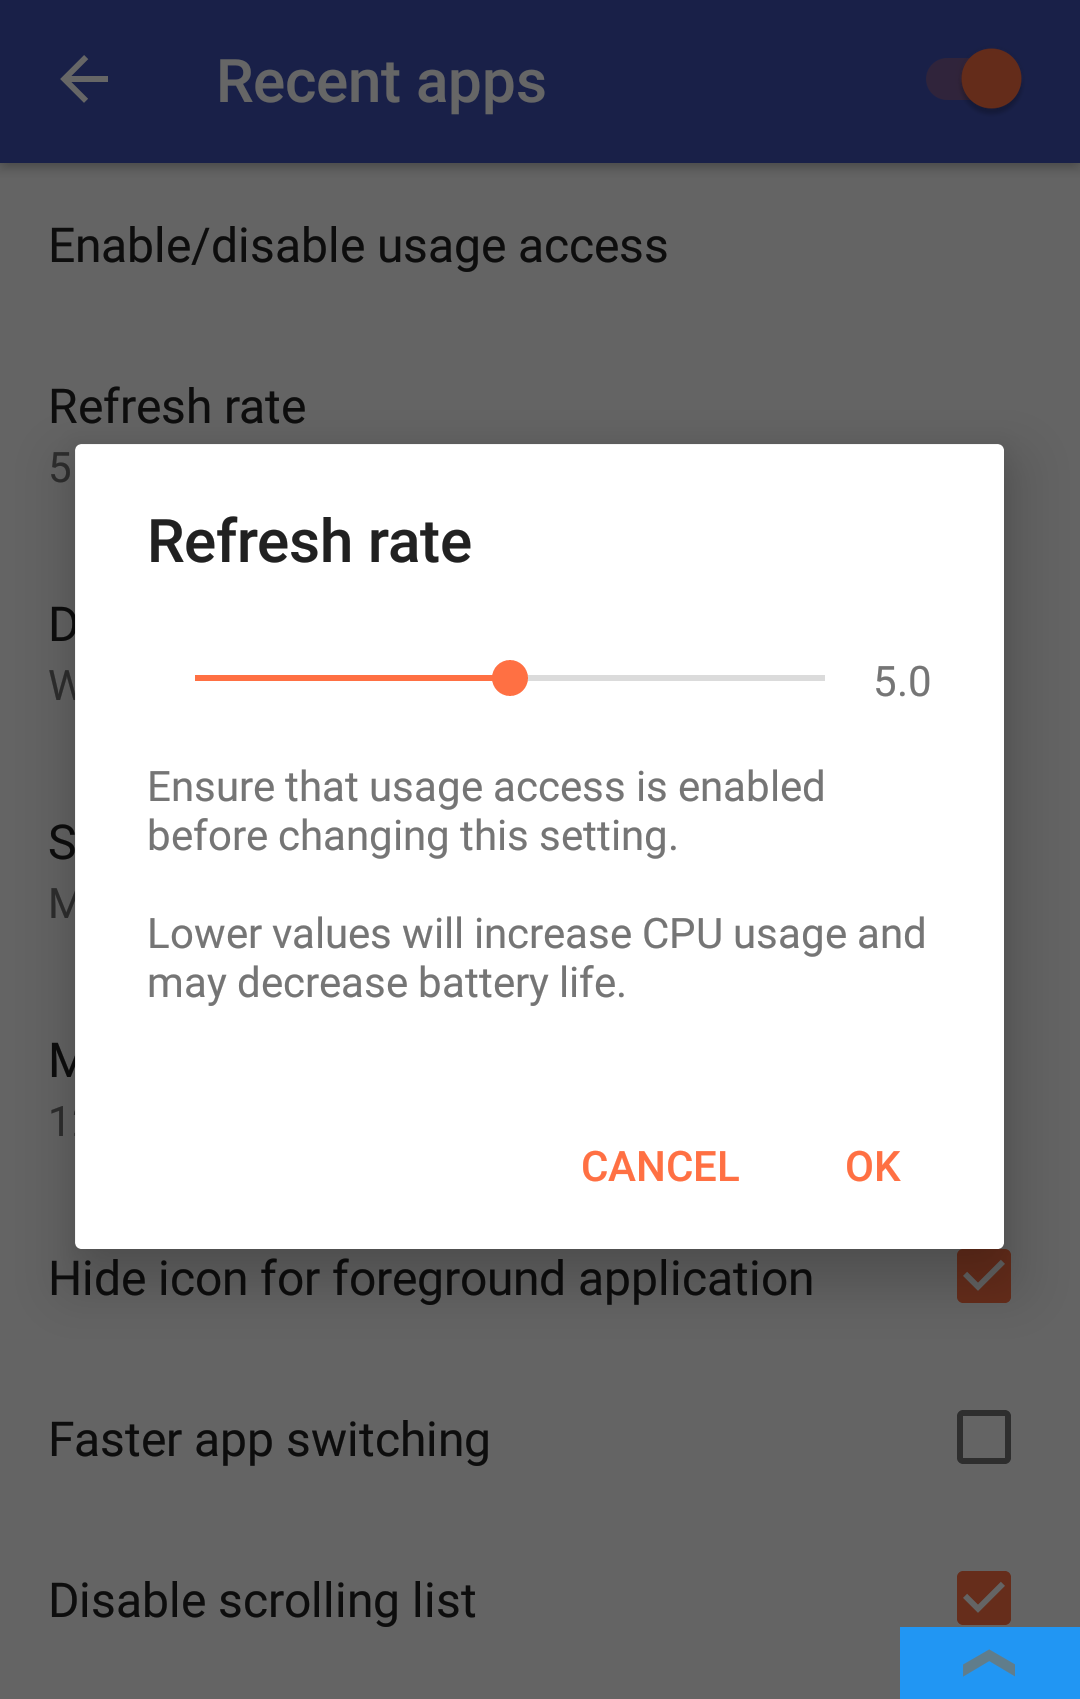 Recent apps
Enable/disable usage access
Refresh rate
5
Refresh rate
5.0
Ensure that usage access is enabled
before changing this setting.
Lower values will increase CPU usage and
may decrease battery life.
CANCEL OK
Hide icon for foreground application
Faster app switching
Disable scrolling list